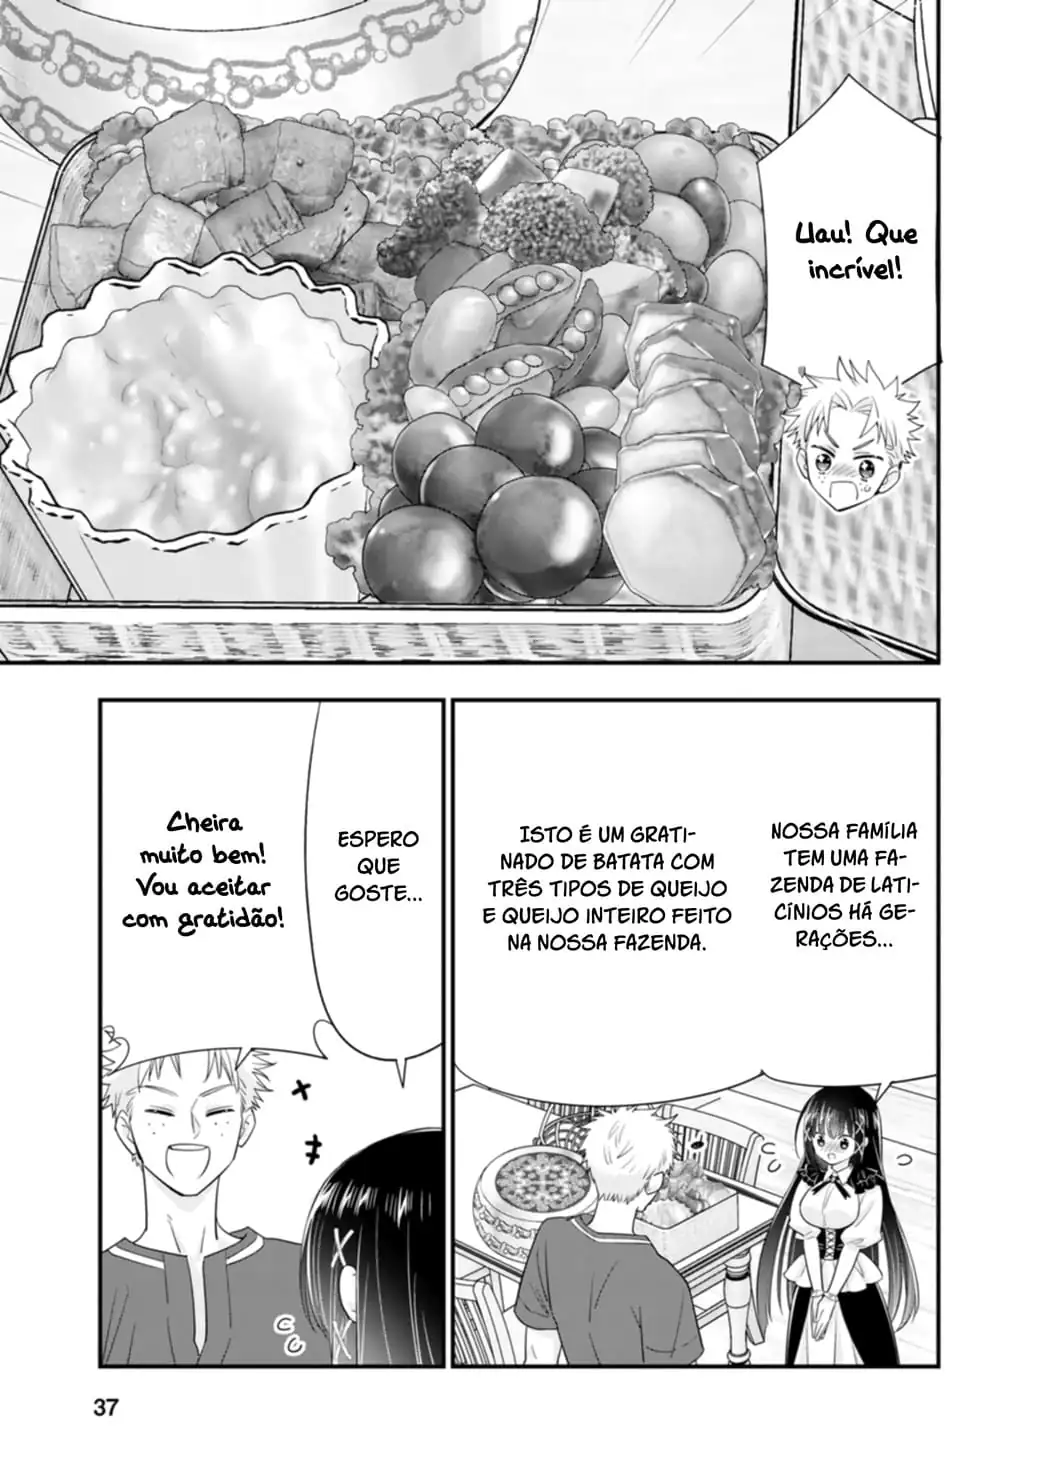 Uau! Que
incrível!
NOSSA FAMÍLIA
TEM UMA FA-
ZENDA DE LATI-
CÍNIOS HÁ GE-
RAÇÕES...
ISTO É UM GRATI-
NADO DE BATATA COM
TRÊS TIPOS DE QUEIJO
E QUEIJO INTEIRO FEITO
NA NOSSA FAZENDA.
ESPERO
QUE
GOSTE...
Cheira
muito bem!
Vou aceitar
com gratidão!
37